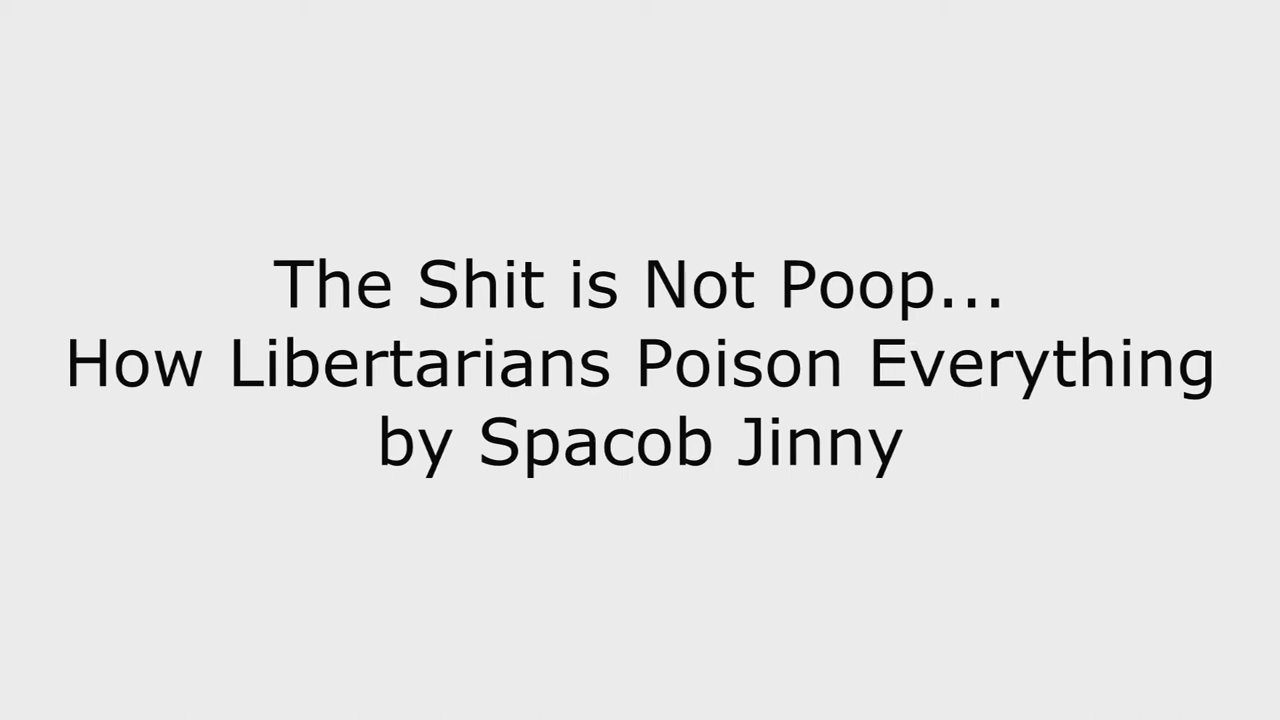 The Shit is Not Poop...
How Libertarians Poison Everything
by Spacob Jinny